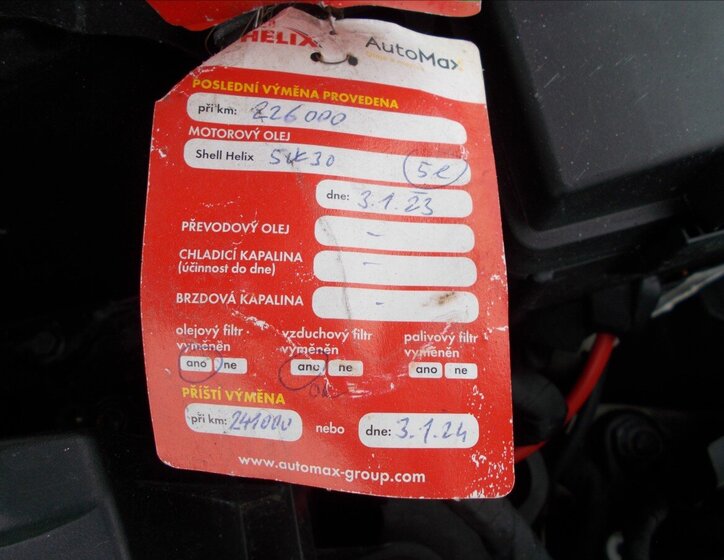 HELIX AutoMax
POSLEDNÍ VÝMĚNA PROVEDENA
při km: 226000
MOTOROVÝ OLEJ
Shell Helix 5W30 5l
dne: 3.1.23
PŘEVODOVÝ OLEJ -
CHLADICÍ KAPALINA -
(účinnost do dne)
BRZDOVÁ KAPALINA -
olejový filtr vzduchový filtr palivový filtr
vyměněn vyměněn vyměněn
ano ne ano ne ano ne
PŘÍŠTÍ VÝMĚNA
při km: 241000 nebo dne: 3.1.24
www.automax-group.com